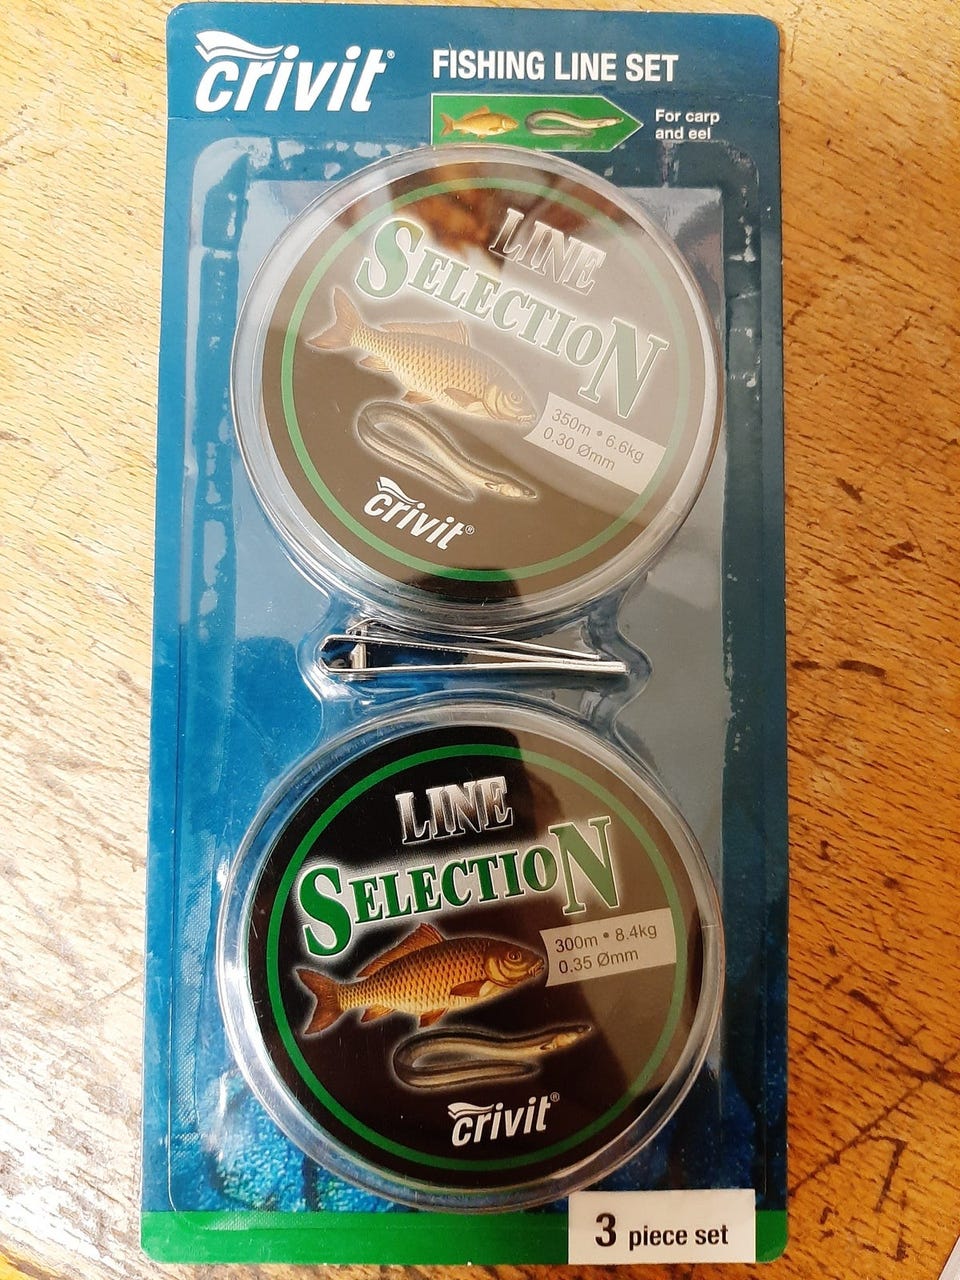 crivit®
FISHING LINE SET
For carp
and eel
LINE
SELECTION
350m • 6.6kg
0.30 Ømm
crivit®
LINE
SELECTION
300m • 8.4kg
0.35 Ømm
crivit®
3 piece set